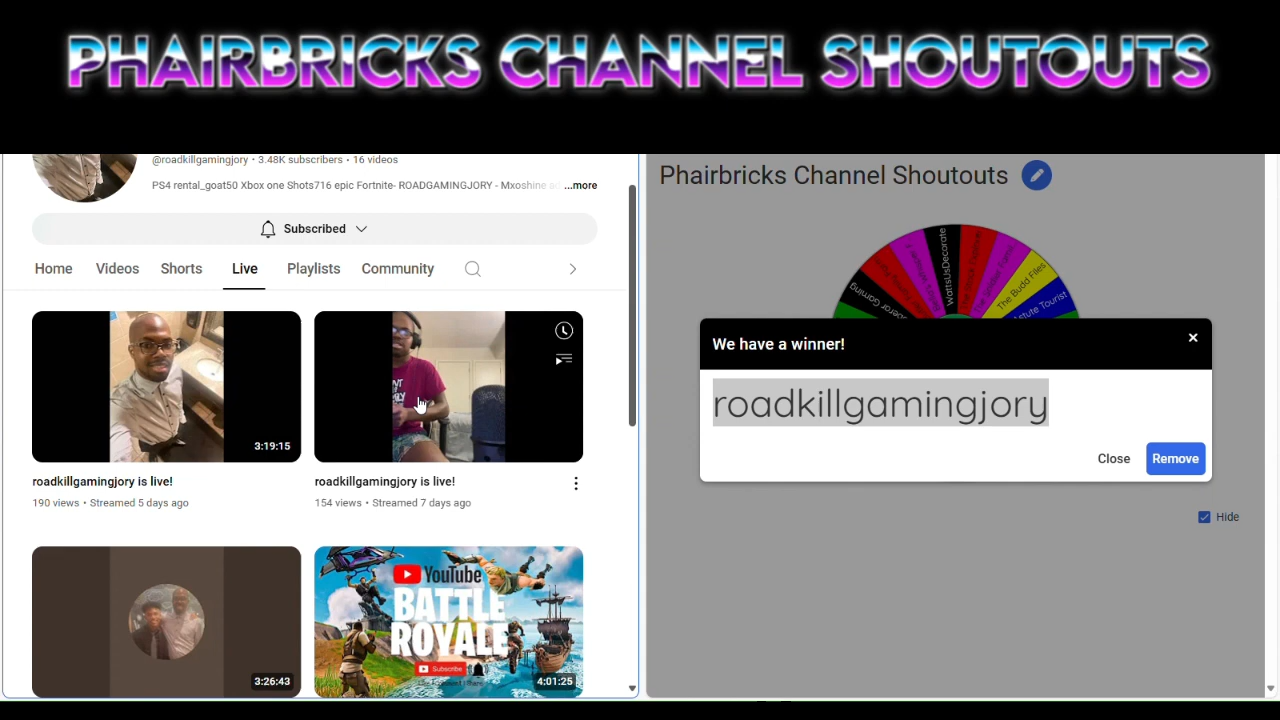 PHAIRBRICKS CHANNEL SHOUTOUTS
@roadkillgamingjory • 3.48K subscribers • 16 videos
PS4 rental_goat50 Xbox one Shots716 epic Fortnite- ROADGAMINGJORY - Mxoshine ...more
Subscribed
Home Videos Shorts Live Playlists Community
3:19:15
roadkillgamingjory is live!
190 views • Streamed 5 days ago
roadkillgamingjory is live!
154 views • Streamed 7 days ago
3:26:43
YouTube
BATTLE
ROYALE
Subscribe
4:01:25
Phairbricks Channel Shoutouts
WattsUsDecorate
The Budd Files
We have a winner!
roadkillgamingjory
Close Remove
Hide